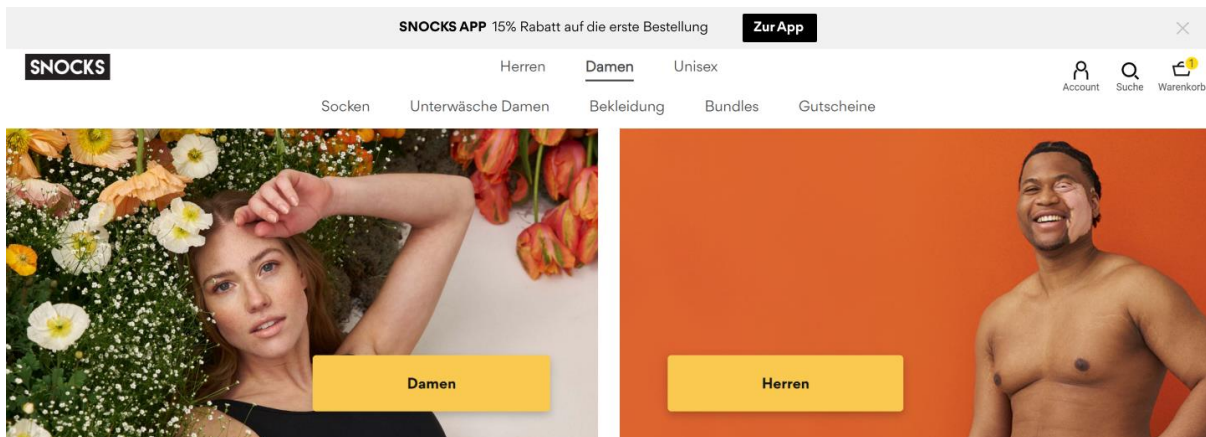 SNOCKS APP 15% Rabatt auf die erste Bestellung Zur App
SNOCKS
Herren Damen Unisex
1
Account Suche Warenkorb
Socken Unterwäsche Damen Bekleidung Bundles Gutscheine
Damen
Herren